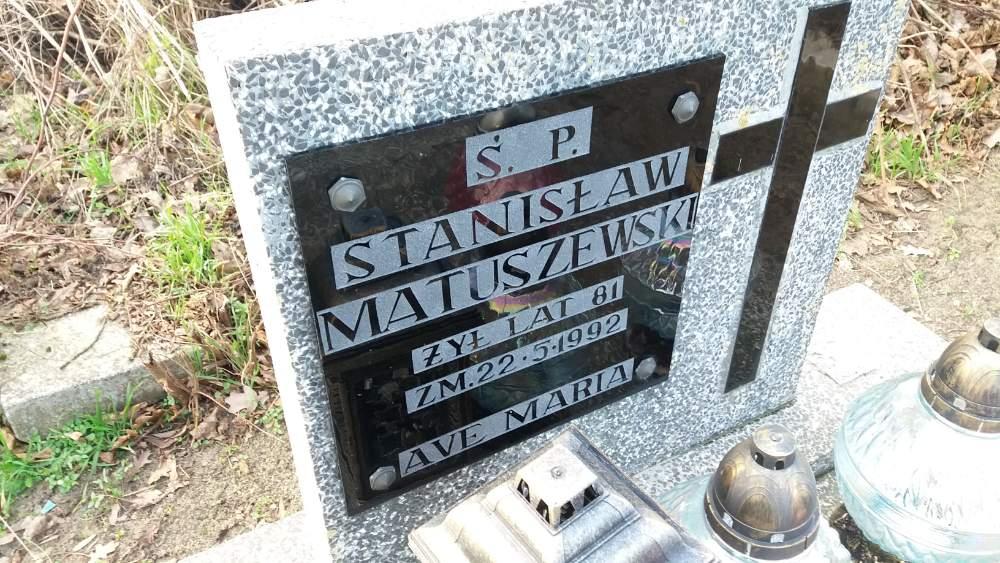 Ś. P.
STANISŁAW
MATUSZEWSKI
ŻYŁ LAT 81
ZM. 22·5·1992
AVE MARIA